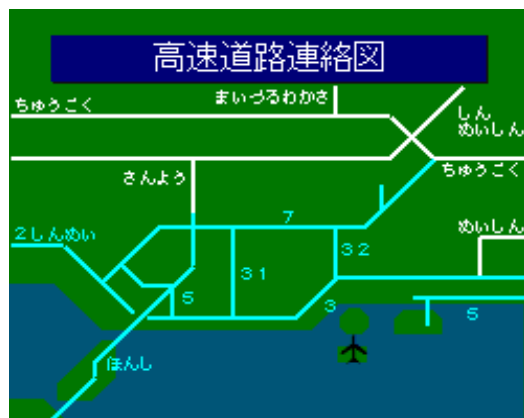 高速道路連絡図
まいづるわかさ
ちゅうごく
しん
めいしん
さんよう
ちゅうごく
7
2しんめい
めいしん
32
31
5
3
5
ほんし